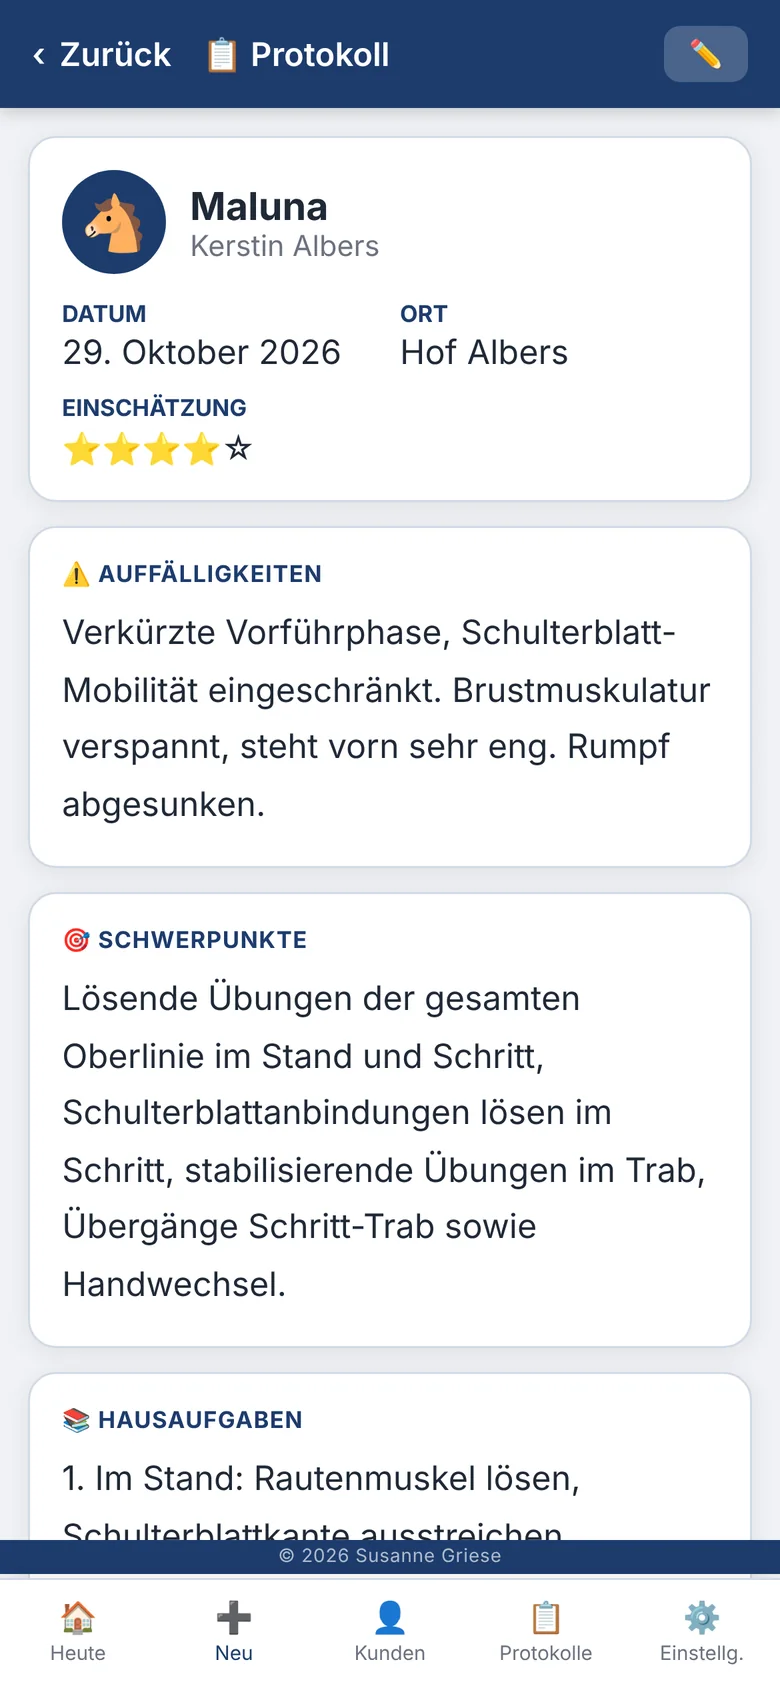 ‹ Zurück 📋 Protokoll ✏️
Maluna
Kerstin Albers
DATUM
29. Oktober 2026
ORT
Hof Albers
EINSCHÄTZUNG
⭐⭐⭐⭐☆
⚠️ AUFFÄLLIGKEITEN
Verkürzte Vorführphase, Schulterblatt-
Mobilität eingeschränkt. Brustmuskulatur
verspannt, steht vorn sehr eng. Rumpf
abgesunken.
🎯 SCHWERPUNKTE
Lösende Übungen der gesamten
Oberlinie im Stand und Schritt,
Schulterblattanbindungen lösen im
Schritt, stabilisierende Übungen im Trab,
Übergänge Schritt-Trab sowie
Handwechsel.
📚 HAUSAUFGABEN
1. Im Stand: Rautenmuskel lösen,
Schulterblattkante ausstreichen
© 2026 Susanne Griese
Heute
Neu
Kunden
Protokolle
Einstellg.